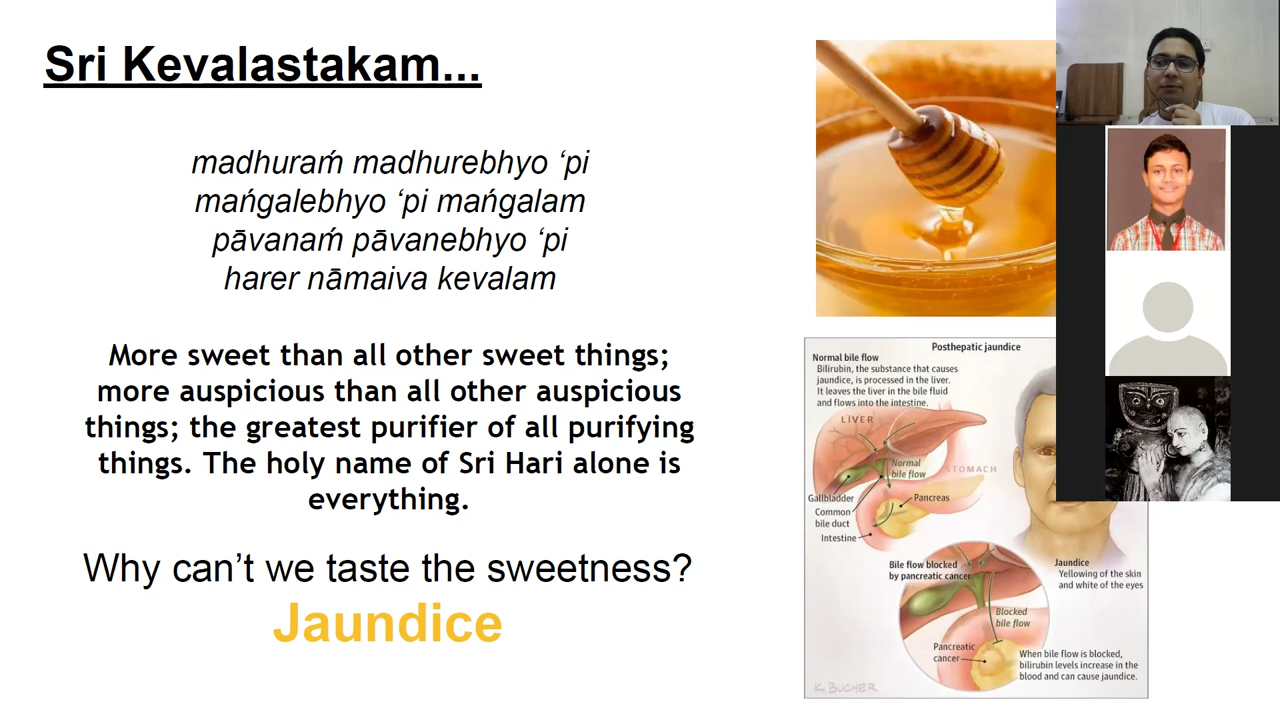 Sri Kevalastakam...
madhuraḿ madhurebhyo ‘pi
mańgalebhyo ‘pi mańgalam
pāvanaḿ pāvanebhyo ‘pi
harer nāmaiva kevalam
More sweet than all other sweet things;
more auspicious than all other auspicious
things; the greatest purifier of all purifying
things. The holy name of Sri Hari alone is
everything.
Why can’t we taste the sweetness?
Jaundice
Posthepatic jaundice
Normal bile flow
Bilirubin, the substance that causes
jaundice, is processed in the liver.
It leaves the liver in the bile fluid
and flows into the intestine.
LIVER
Normal
bile flow
STOMACH
Gallbladder
Pancreas
Common
bile duct
Intestine
Bile flow blocked
by pancreatic cancer
Jaundice
Yellowing of the skin
and white of the eyes
Blocked
bile flow
Pancreatic
cancer
When bile flow is blocked,
bilirubin levels increase in the
blood and can cause jaundice.
K. BUCHER